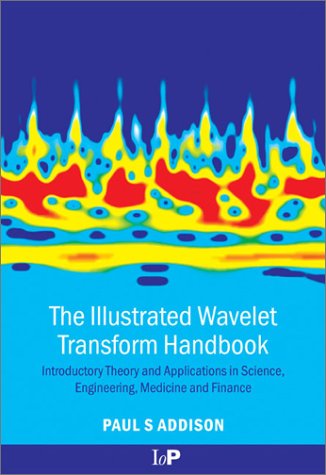 The Illustrated Wavelet
Transform Handbook
Introductory Theory and Applications in Science,
Engineering, Medicine and Finance
PAUL S ADDISON
IoP